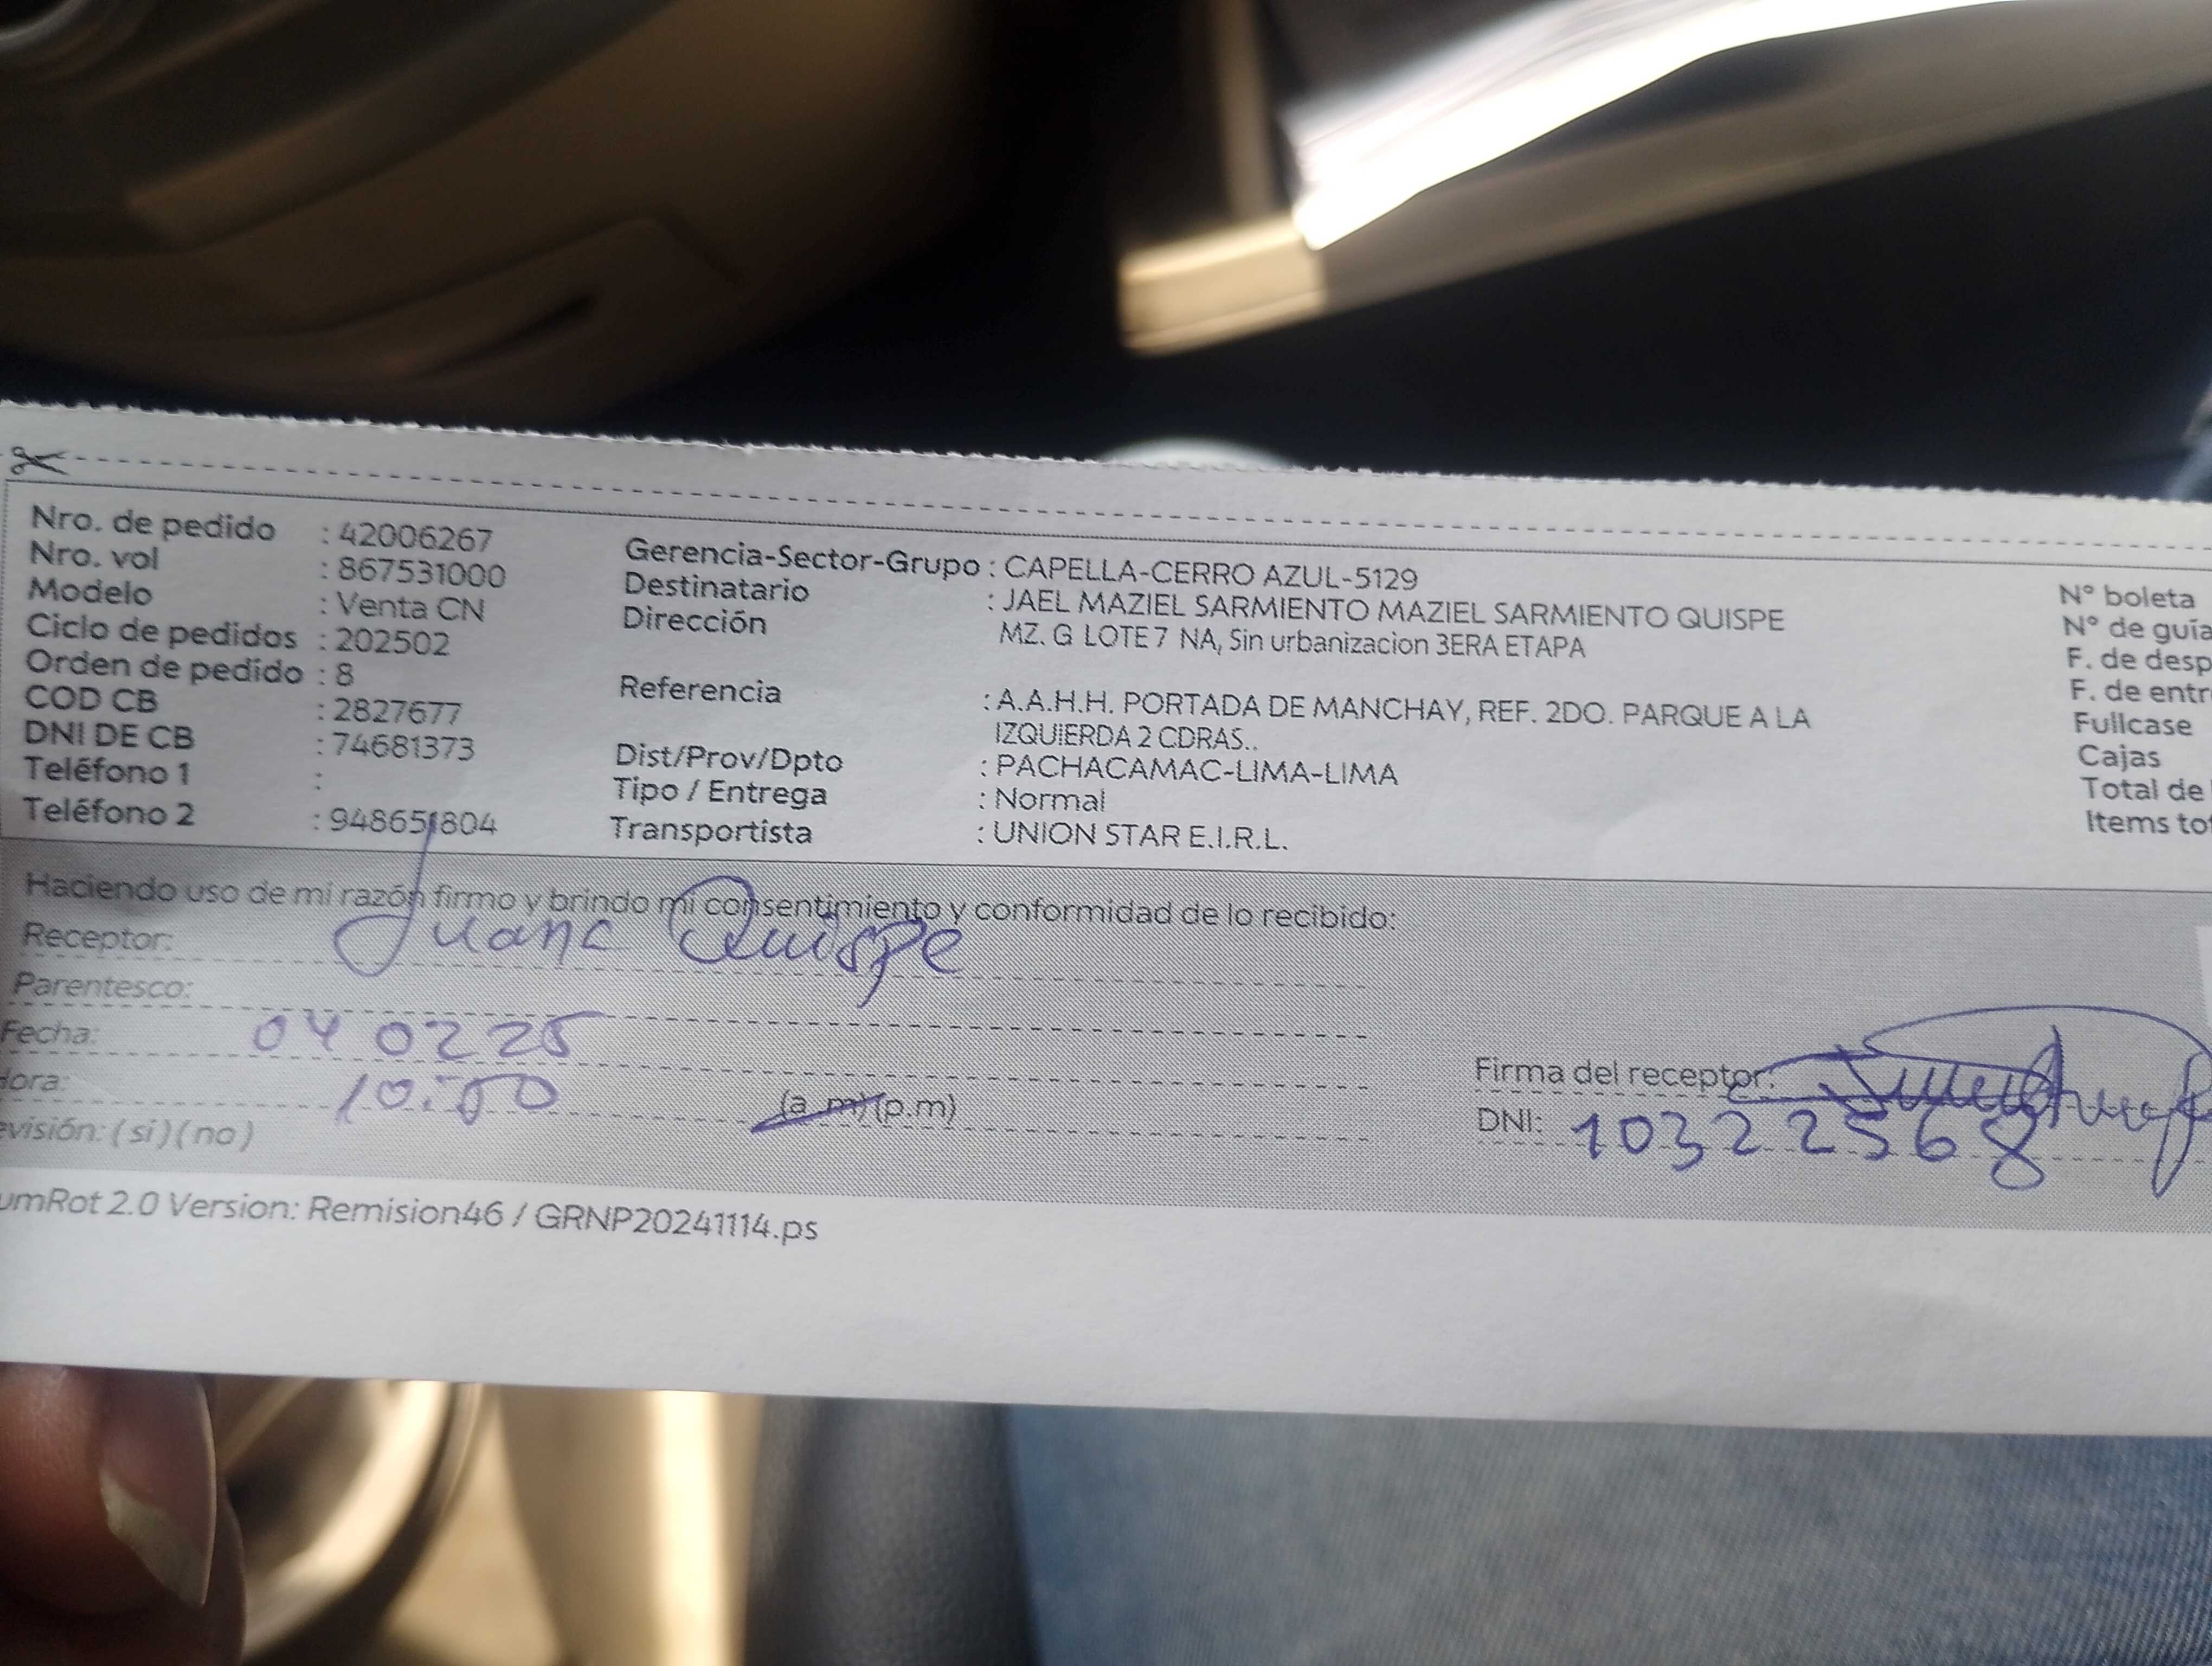 Nro. de pedido : 42006267
Nro. vol : 867531000
Modelo : Venta CN
Ciclo de pedidos : 202502
Orden de pedido : 8
COD CB : 2827677
DNI DE CB : 74681373
Teléfono 1 :
Teléfono 2 : 948651804
Gerencia-Sector-Grupo : CAPELLA-CERRO AZUL-5129
Destinatario : JAEL MAZIEL SARMIENTO MAZIEL SARMIENTO QUISPE
Dirección MZ. G LOTE 7 NA, Sin urbanizacion 3ERA ETAPA
Referencia : A.A.H.H. PORTADA DE MANCHAY, REF. 2DO. PARQUE A LA
IZQUIERDA 2 CDRAS..
Dist/Prov/Dpto : PACHACAMAC-LIMA-LIMA
Tipo / Entrega : Normal
Transportista : UNION STAR E.I.R.L.
N° boleta
N° de guía
F. de desp
F. de entr
Fullcase
Cajas
Total de
Items tot
Haciendo uso de mi razón firmo y brindo mi consentimiento y conformidad de lo recibido:
Receptor: Juana Quispe
Parentesco:
Fecha: 04 02 25
Hora: 10:50 (a.m) (p.m)
evisión: (si) (no)
Firma del receptor:
DNI: 10322568
umRot 2.0 Version: Remision46 / GRNP20241114.ps